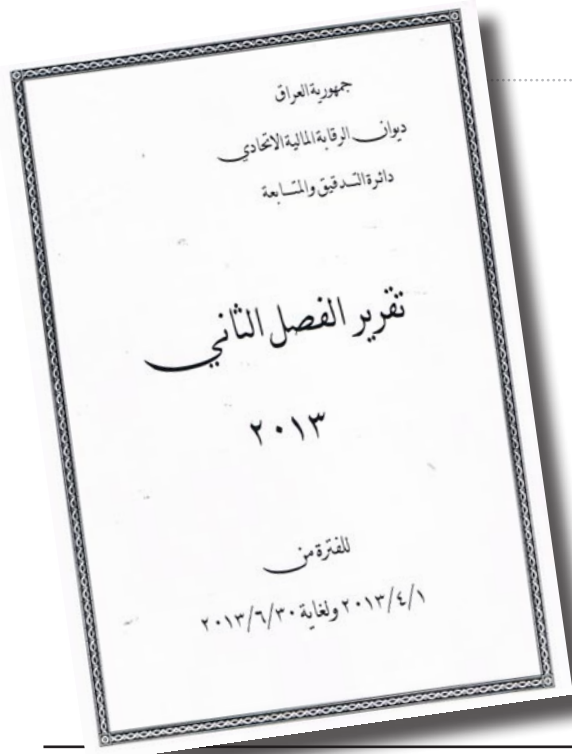 جمهورية العراق
ديوان الرقابة المالية الاتحادي
دائرة التدقيق والمتابعة
تقرير الفصل الثاني
٢٠١٣
للفترة من
٢٠١٣/٤/١ ولغاية ٢٠١٣/٦/٣٠